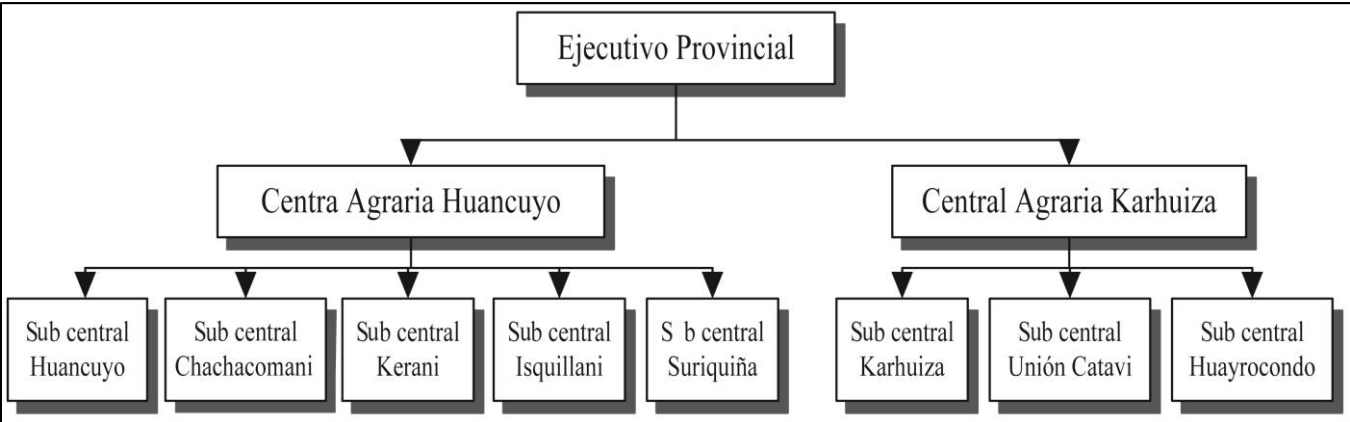 Ejecutivo Provincial
Centra Agraria Huancuyo
Central Agraria Karhuiza
Sub central
Huancuyo
Sub central
Chachacomani
Sub central
Kerani
Sub central
Isquillani
S b central
Suriquiña
Sub central
Karhuiza
Sub central
Unión Catavi
Sub central
Huayrocondo